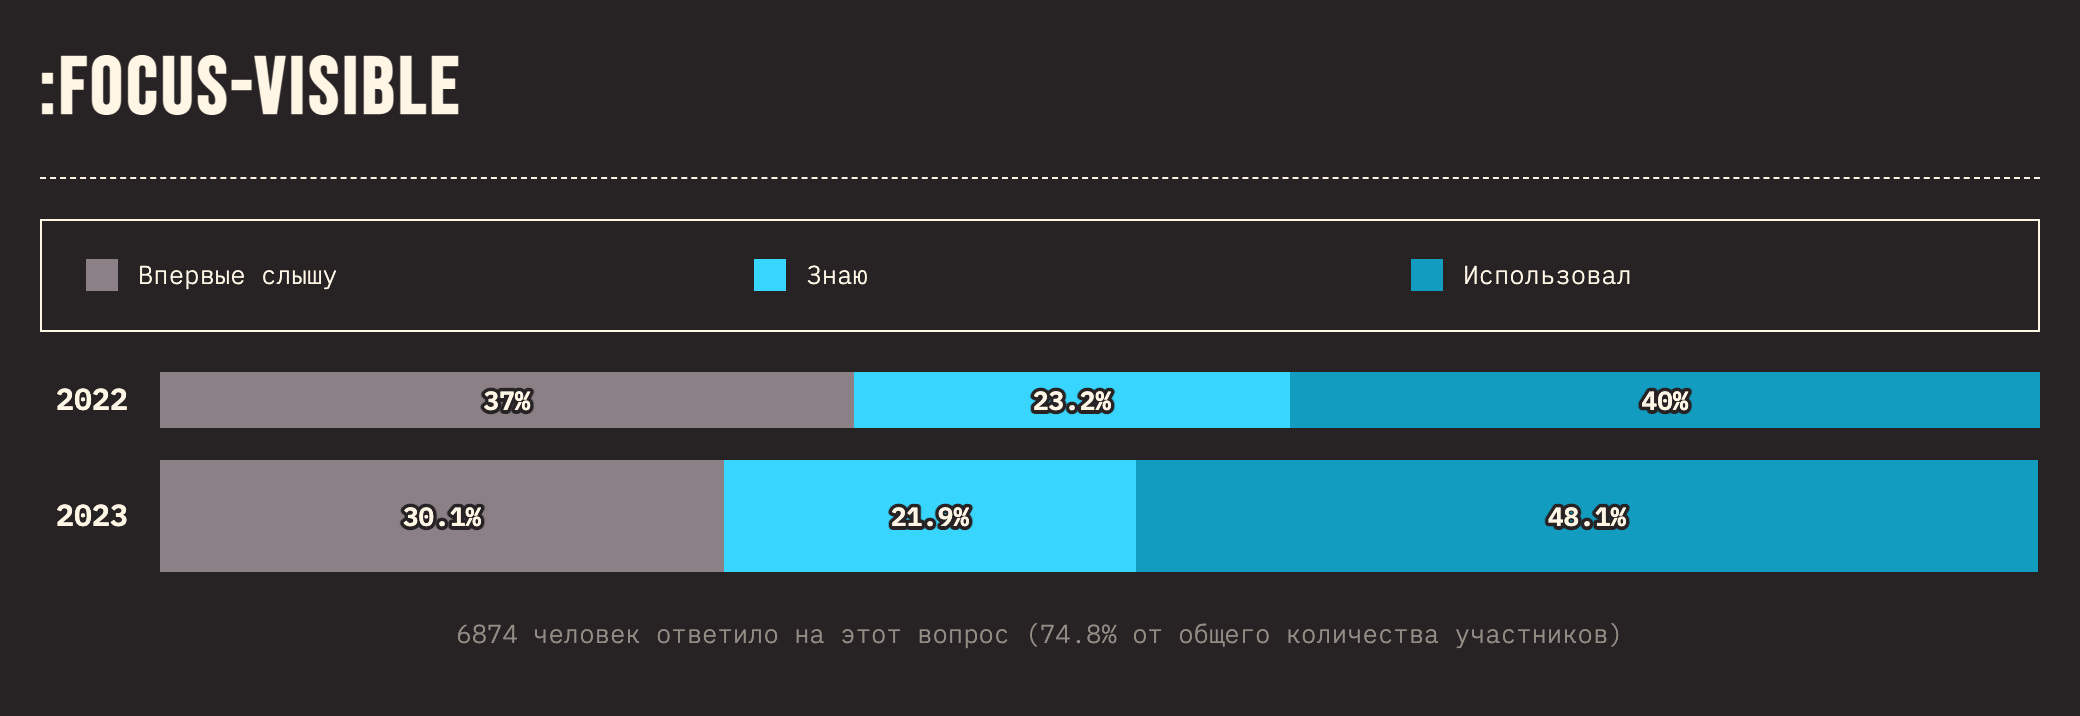 :FOCUS-VISIBLE
Впервые слышу Знаю Использовал
2022 37% 23.2% 40%
2023 30.1% 21.9% 48.1%
6874 человек ответило на этот вопрос (74.8% от общего количества участников)